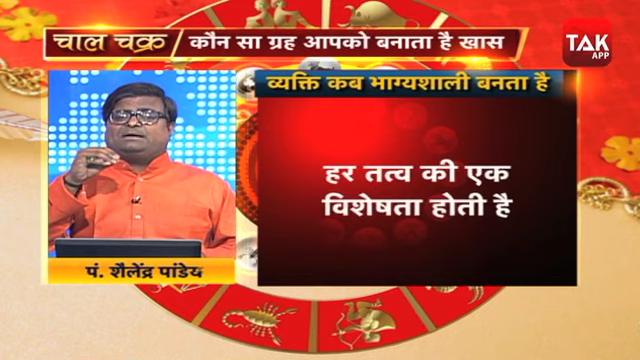 चाल चक्र कौन सा ग्रह आपको बनाता है खास
TAK
APP
व्यक्ति कब भाग्यशाली बनता है
हर तत्व की एक
विशेषता होती है
पं. शैलेंद्र पांडेय